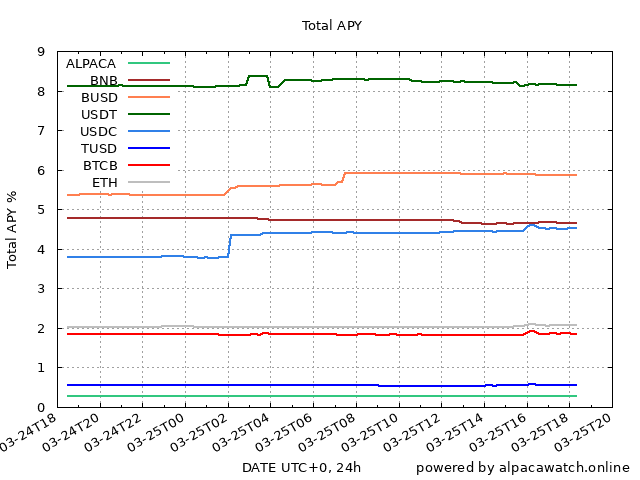 Total APY
Total APY %
9
8
7
6
5
4
3
2
1
0
ALPACA
BNB
BUSD
USDT
USDC
TUSD
BTCB
ETH
03-24T18
03-24T20
03-24T22
03-25T00
03-25T02
03-25T04
03-25T06
03-25T08
03-25T10
03-25T12
03-25T14
03-25T16
03-25T18
03-25T20
DATE UTC+0, 24h
powered by alpacawatch.online